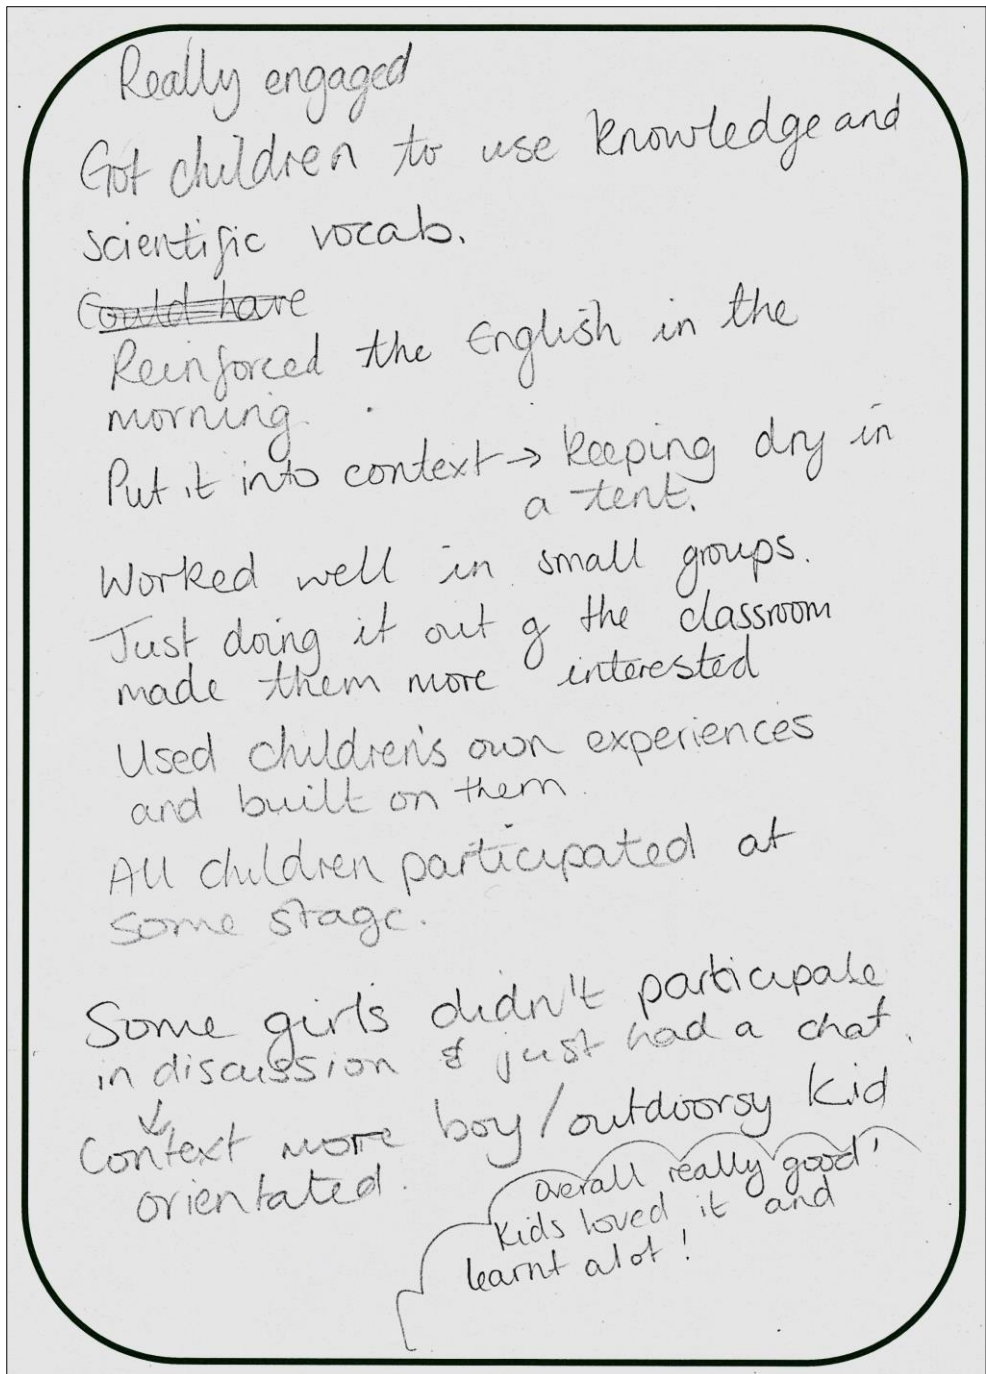 Really engaged
Got children to use knowledge and
scientific vocab.
Could have
Reinforced the English in the
morning.
Put it into context → keeping dry in
a tent.
Worked well in small groups.
Just doing it out of the classroom
made them more interested
Used children's own experiences
and built on them.
All children participated at
some stage.
Some girls didn't participate
in discussion & just had a chat.
↓
Context more boy/outdoorsy kid
orientated.
Overall really good!
Kids loved it and
learnt alot!